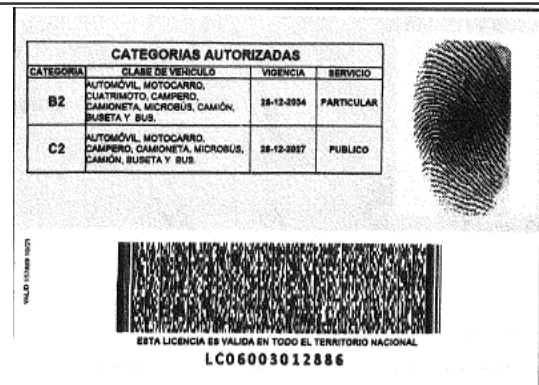 CATEGORIAS AUTORIZADAS
CATEGORIA CLASE DE VEHICULO VIGENCIA SERVICIO
B2 AUTOMÓVIL, MOTOCARRO, CUATRIMOTO, CAMPERO, CAMIONETA, MICROBÚS, CAMIÓN, BUSETA Y BUS. 28-12-2034 PARTICULAR
C2 AUTOMÓVIL, MOTOCARRO, CAMPERO, CAMIONETA, MICROBÚS, CAMIÓN, BUSETA Y BUS. 28-12-2027 PUBLICO
ESTA LICENCIA ES VALIDA EN TODO EL TERRITORIO NACIONAL
LC06003012886